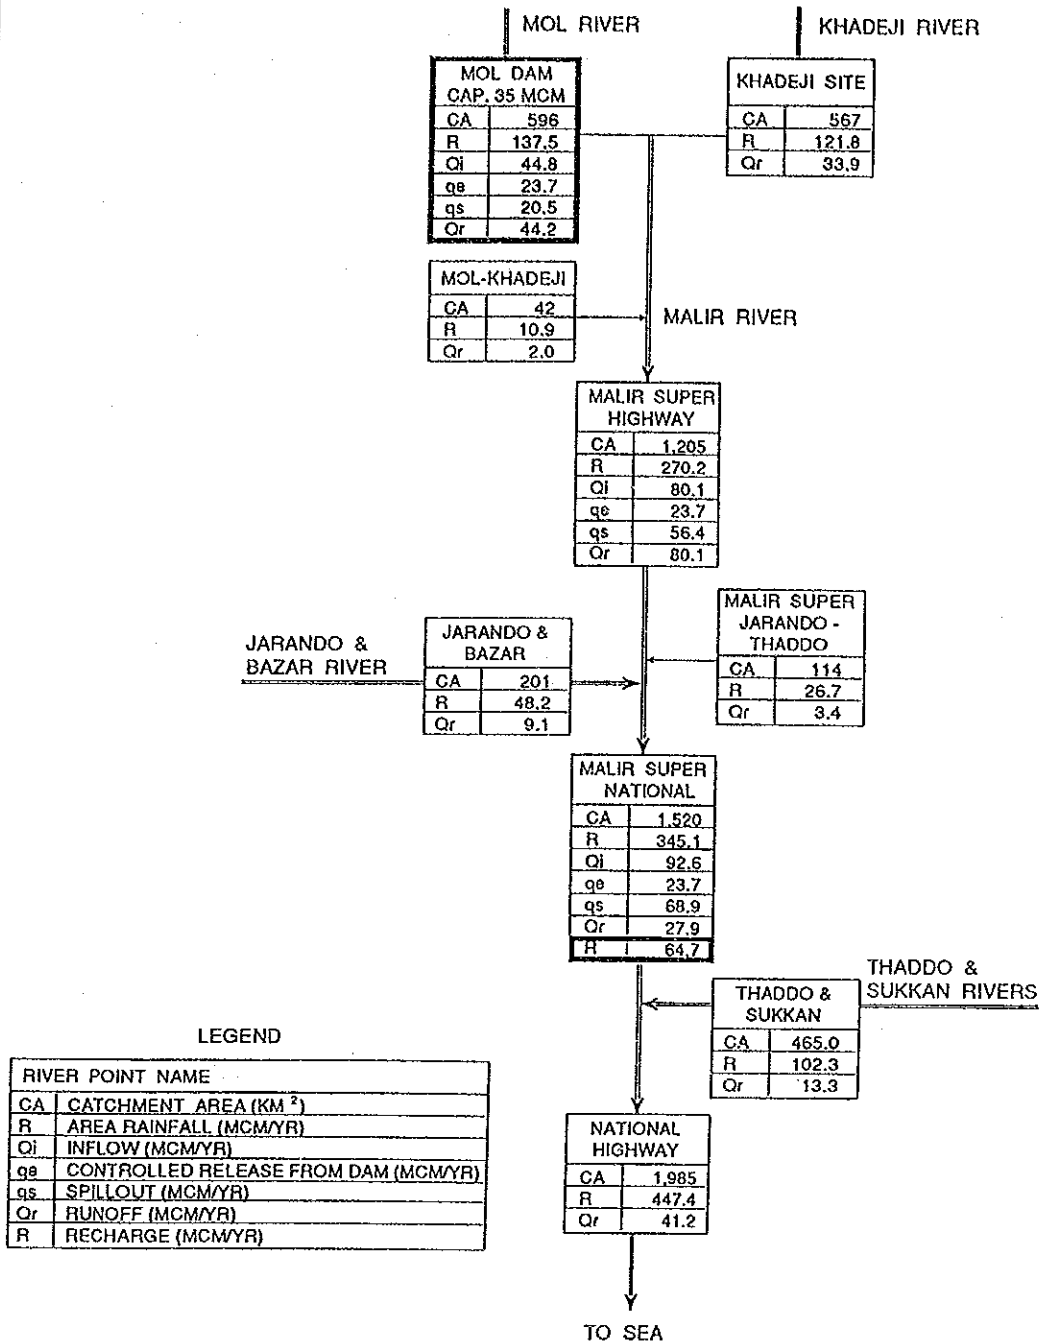 MOL RIVER
KHADEJI RIVER
MOL DAM
CAP. 35 MCM
CA 596
R 137.5
Qi 44.8
qe 23.7
qs 20.5
Qr 44.2
KHADEJI SITE
CA 567
R 121.8
Qr 33.9
MOL-KHADEJI
CA 42
R 10.9
Qr 2.0
MALIR RIVER
MALIR SUPER
HIGHWAY
CA 1,205
R 270.2
Qi 80.1
qe 23.7
qs 56.4
Qr 80.1
JARANDO &
BAZAR RIVER
JARANDO &
BAZAR
CA 201
R 48.2
Qr 9.1
MALIR SUPER
JARANDO -
THADDO
CA 114
R 26.7
Qr 3.4
MALIR SUPER
NATIONAL
CA 1,520
R 345.1
Qi 92.6
qe 23.7
qs 68.9
Qr 27.9
R 64.7
THADDO &
SUKKAN RIVERS
THADDO &
SUKKAN
CA 465.0
R 102.3
Qr 13.3
NATIONAL
HIGHWAY
CA 1,985
R 447.4
Qr 41.2
TO SEA
LEGEND
RIVER POINT NAME
CA CATCHMENT AREA (KM ²)
R AREA RAINFALL (MCM/YR)
Qi INFLOW (MCM/YR)
qe CONTROLLED RELEASE FROM DAM (MCM/YR)
qs SPILLOUT (MCM/YR)
Qr RUNOFF (MCM/YR)
R RECHARGE (MCM/YR)